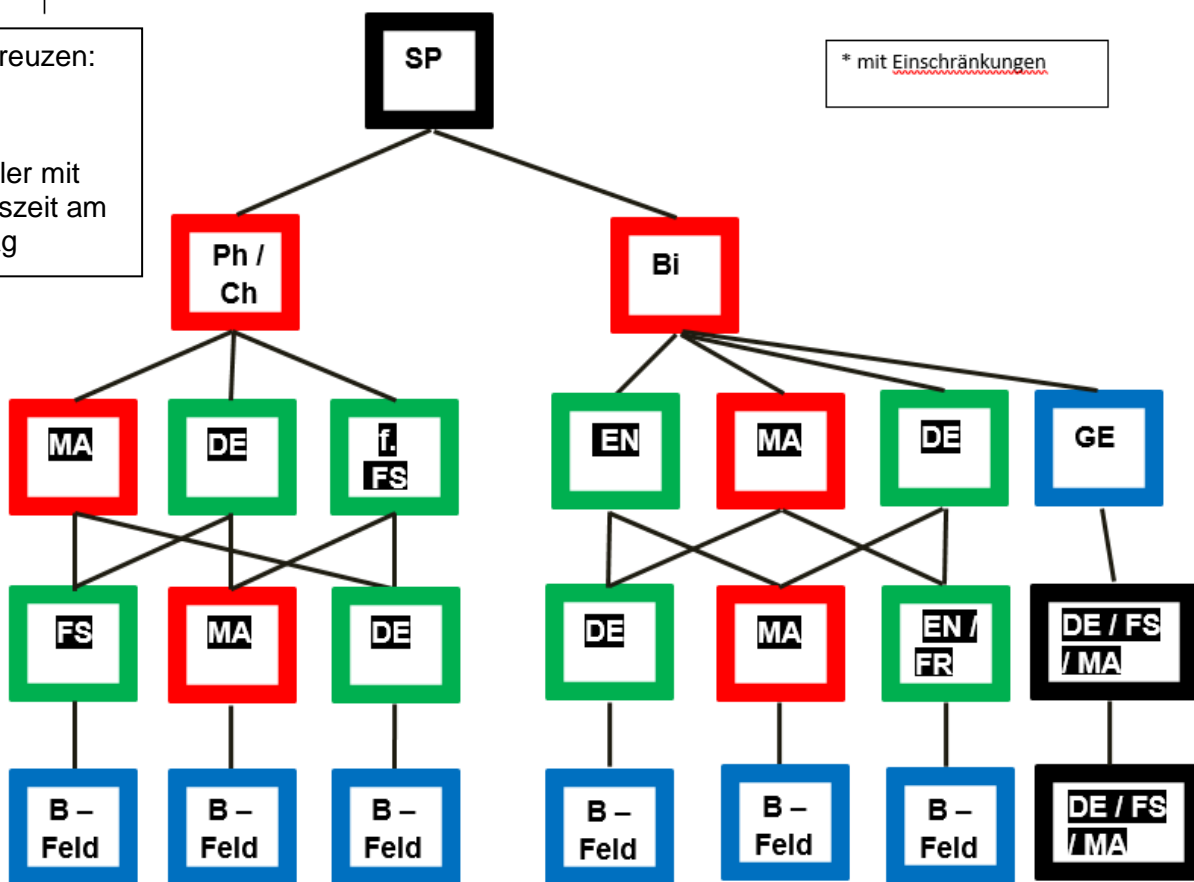 reuzen:
ler mit
szeit am
g
SP
* mit Einschränkungen
Ph /
Ch
Bi
MA
DE
f.
FS
EN
MA
DE
GE
FS
MA
DE
DE
MA
EN /
FR
DE / FS
/ MA
B –
Feld
B –
Feld
B –
Feld
B –
Feld
B –
Feld
B –
Feld
DE / FS
/ MA